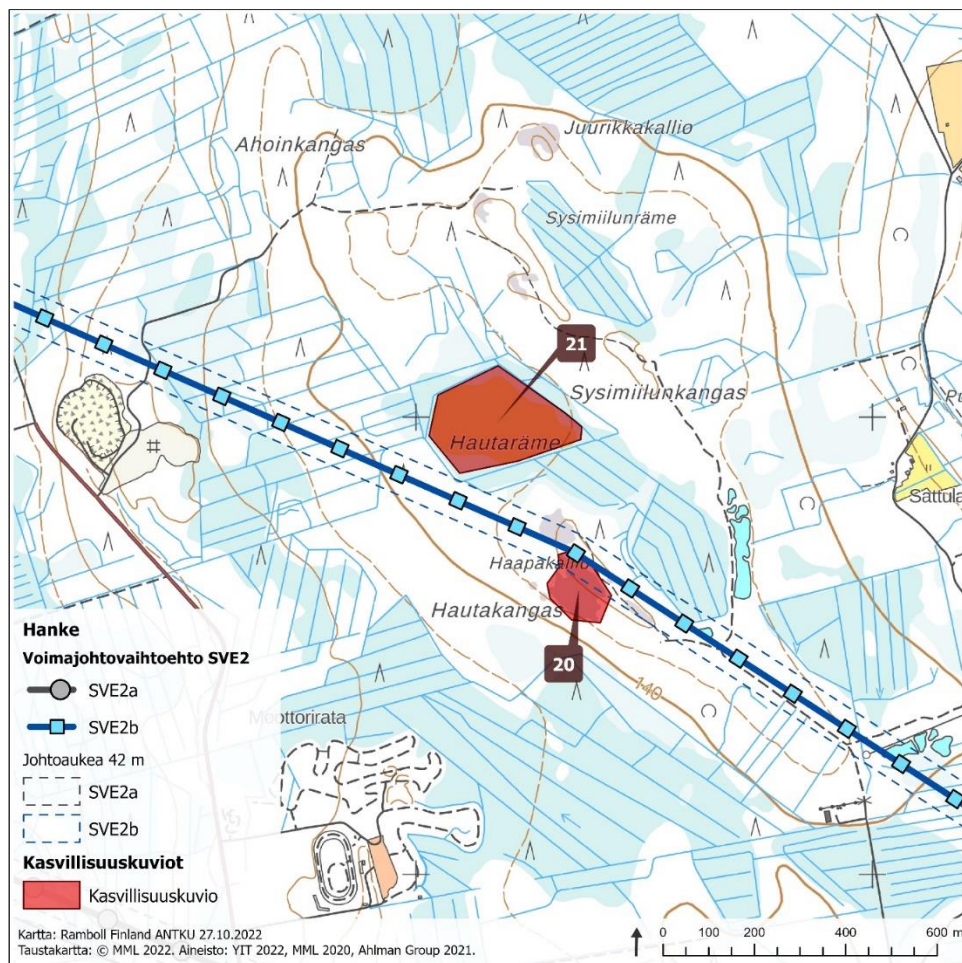 Juurikkakallio
Ahoinkangas
Sysimiilunräme
21
Sysimiilunkangas
Hautaräme
Sattula
Haapakallio
Hautakangas
20
140
Moottorirata
Hanke
Voimajohtovaihtoehto SVE2
SVE2a
SVE2b
Johtoaukea 42 m
SVE2a
SVE2b
Kasvillisuuskuviot
Kasvillisuuskuvio
Kartta: Ramboll Finland ANTKU 27.10.2022
Taustakartta: © MML 2022. Aineisto: YIT 2022, MML 2020, Ahlman Group 2021.
0 100 200 400 600 m